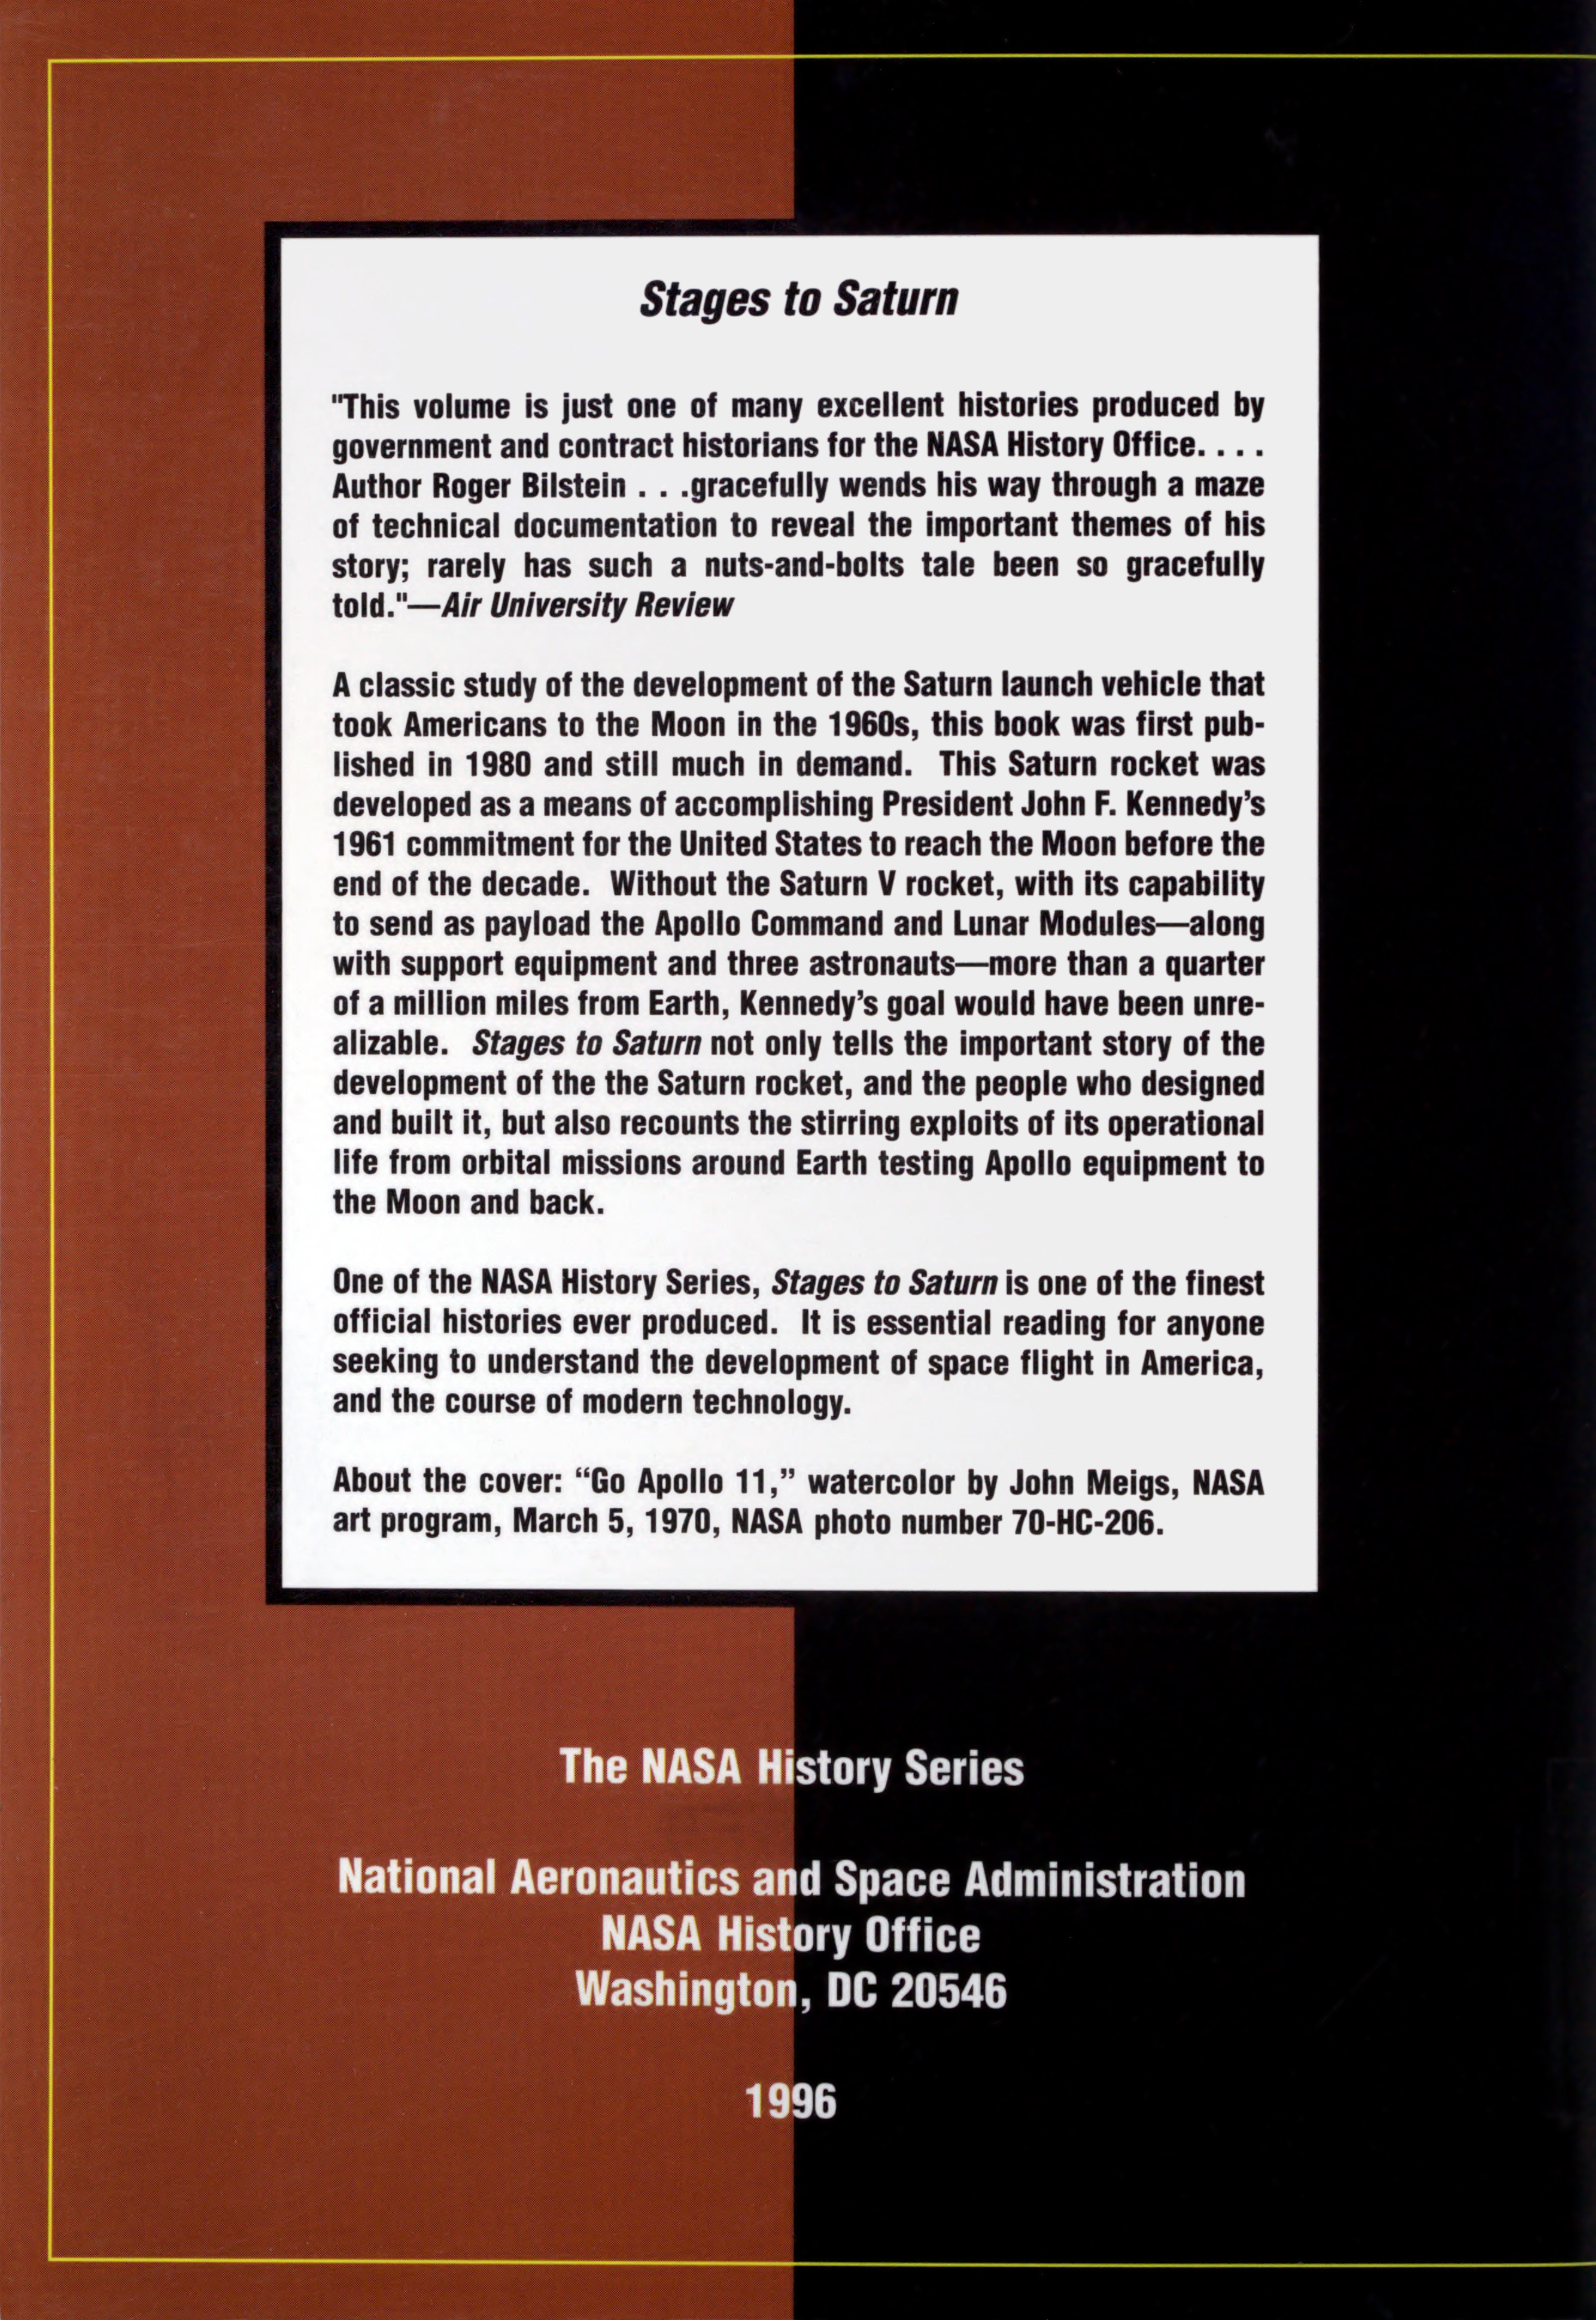 Stages to Saturn
"This volume is just one of many excellent histories produced by
government and contract historians for the NASA History Office. . . .
Author Roger Bilstein . . .gracefully wends his way through a maze
of technical documentation to reveal the important themes of his
story; rarely has such a nuts-and-bolts tale been so gracefully
told."—Air University Review
A classic study of the development of the Saturn launch vehicle that
took Americans to the Moon in the 1960s, this book was first pub-
lished in 1980 and still much in demand.  This Saturn rocket was
developed as a means of accomplishing President John F. Kennedy’s
1961 commitment for the United States to reach the Moon before the
end of the decade.  Without the Saturn V rocket, with its capability
to send as payload the Apollo Command and Lunar Modules—along
with support equipment and three astronauts—more than a quarter
of a million miles from Earth, Kennedy’s goal would have been unre-
alizable.  Stages to Saturn not only tells the important story of the
development of the the Saturn rocket, and the people who designed
and built it, but also recounts the stirring exploits of its operational
life from orbital missions around Earth testing Apollo equipment to
the Moon and back.
One of the NASA History Series, Stages to Saturn is one of the finest
official histories ever produced.  It is essential reading for anyone
seeking to understand the development of space flight in America,
and the course of modern technology.
About the cover: “Go Apollo 11,” watercolor by John Meigs, NASA
art program, March 5, 1970, NASA photo number 70-HC-206.
The NASA History Series
National Aeronautics and Space Administration
NASA History Office
Washington, DC 20546
1996